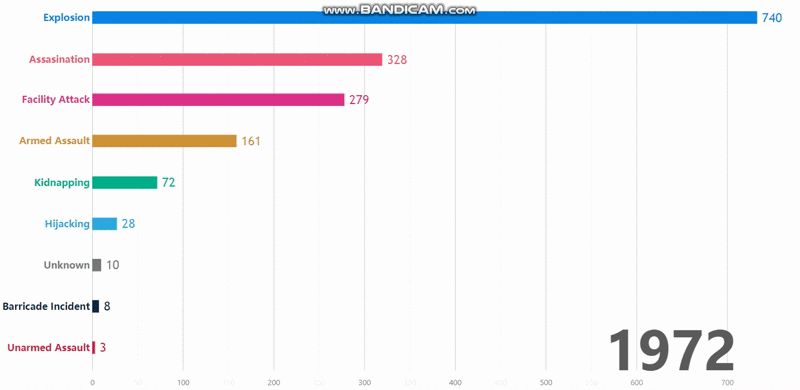 www.BANDICAM.com
Explosion 740
Assasination 328
Facility Attack 279
Armed Assault 161
Kidnapping 72
Hijacking 28
Unknown 10
Barricade Incident 8
Unarmed Assault 3
1972
0 100 200 300 400 500 600 700